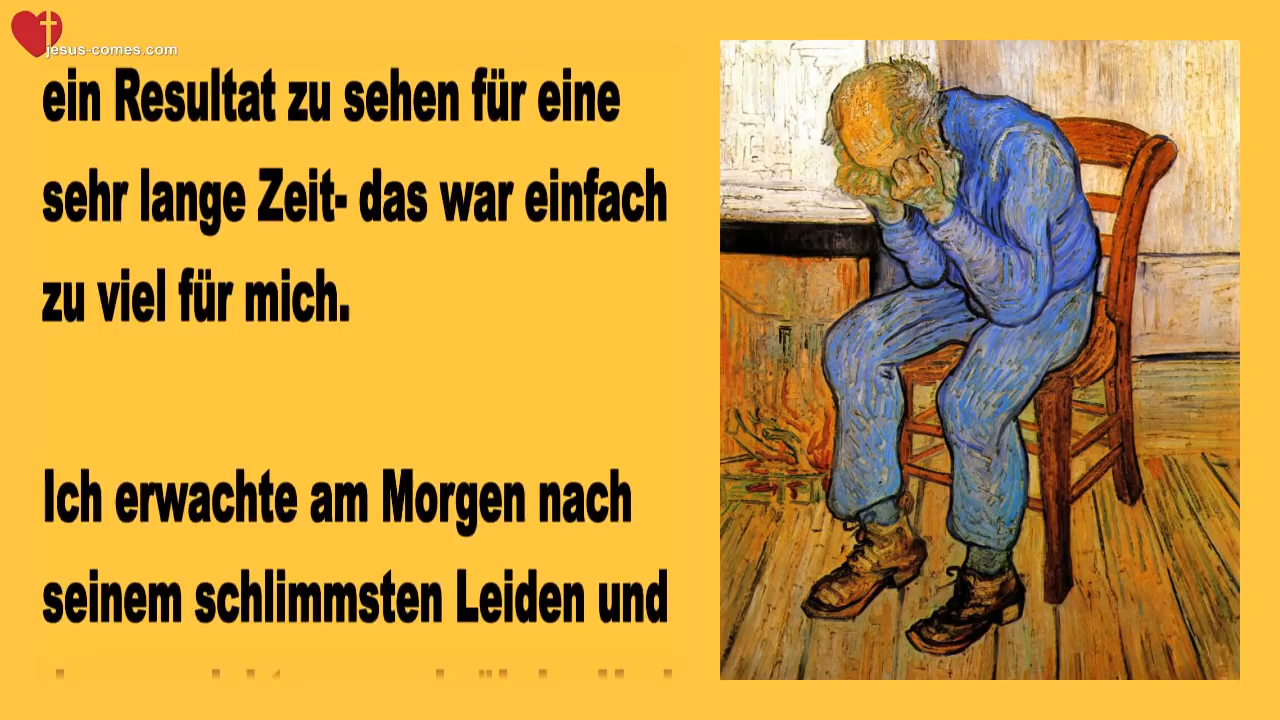 jesus-comes.com
ein Resultat zu sehen für eine
sehr lange Zeit- das war einfach
zu viel für mich.
Ich erwachte am Morgen nach
seinem schlimmsten Leiden und